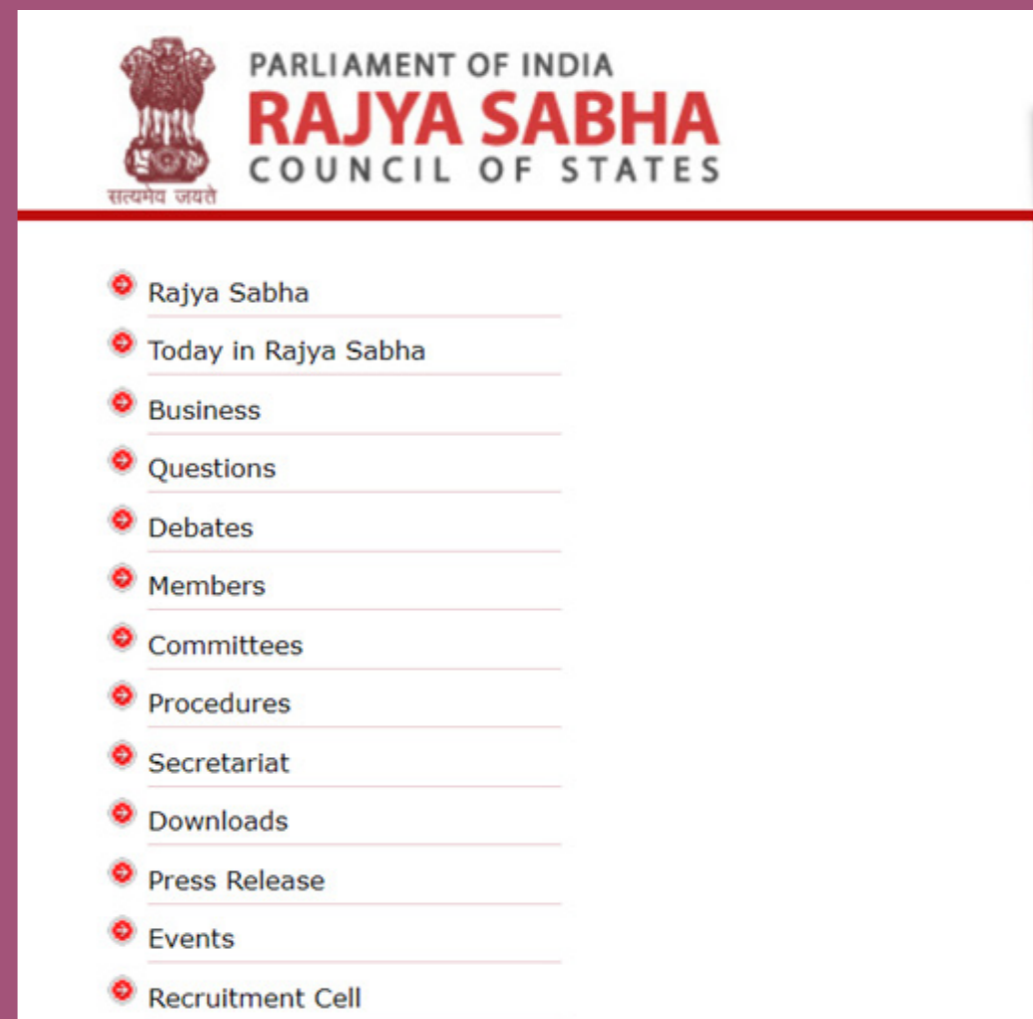 PARLIAMENT OF INDIA
RAJYA SABHA
COUNCIL OF STATES
सत्यमेव जयते
Rajya Sabha
Today in Rajya Sabha
Business
Questions
Debates
Members
Committees
Procedures
Secretariat
Downloads
Press Release
Events
Recruitment Cell